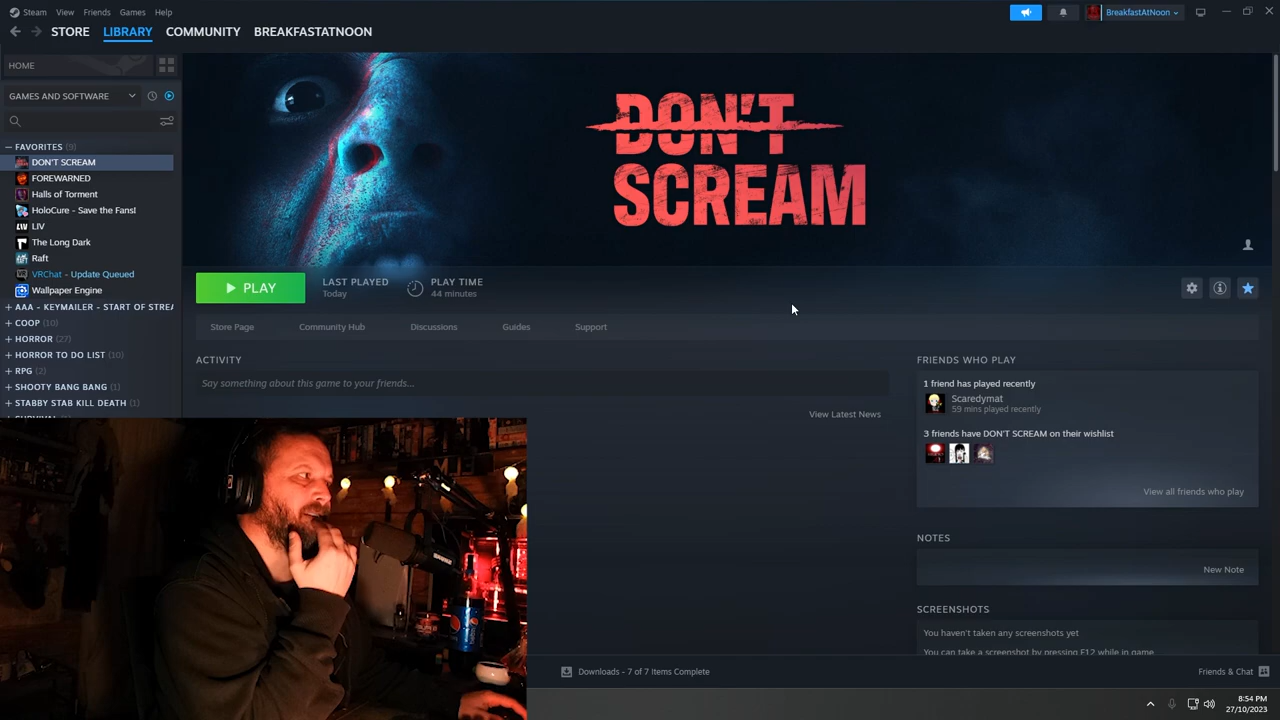 Steam View Friends Games Help
BreakfastAtNoon
STORE LIBRARY COMMUNITY BREAKFASTATNOON
HOME
GAMES AND SOFTWARE
FAVORITES (9)
DON'T SCREAM
FOREWARNED
Halls of Torment
HoloCure - Save the Fans!
LIV
The Long Dark
Raft
VRChat - Update Queued
Wallpaper Engine
AAA - KEYMAILER - START OF STREA
COOP (10)
HORROR (27)
HORROR TO DO LIST (10)
RPG (2)
SHOOTY BANG BANG (1)
STABBY STAB KILL DEATH (1)
DON'T
SCREAM
PLAY
LAST PLAYED
Today
PLAY TIME
44 minutes
Store Page Community Hub Discussions Guides Support
ACTIVITY
Say something about this game to your friends...
View Latest News
FRIENDS WHO PLAY
1 friend has played recently
Scaredymat
59 mins played recently
3 friends have DON'T SCREAM on their wishlist
View all friends who play
NOTES
New Note
SCREENSHOTS
You haven't taken any screenshots yet
You can take a screenshot by pressing F12 while in game.
Downloads - 7 of 7 Items Complete
Friends & Chat
8:54 PM
27/10/2023